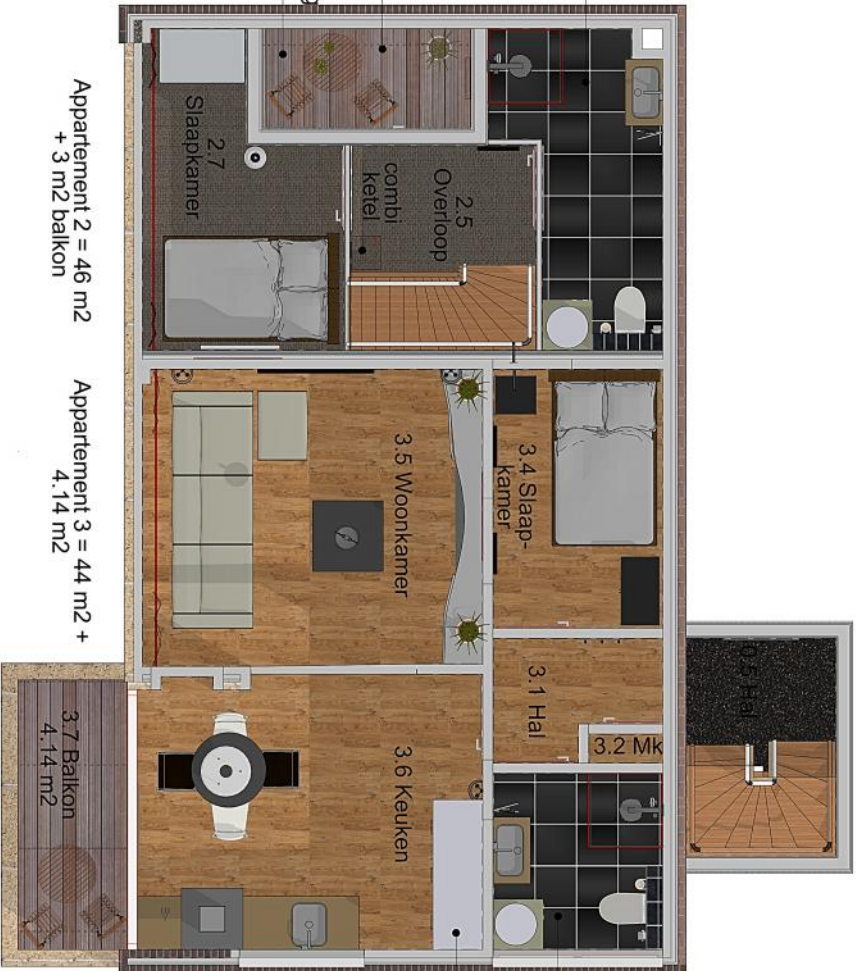 2.7
Slaapkamer
2.5
Overloop
combi
ketel
Appartement 2 = 46 m2
+ 3 m2 balkon
3.4 Slaap-
kamer
3.5 Woonkamer
Appartement 3 = 44 m2 +
4.14 m2
3.1 Hal
3.2 Mk
0.5 Hal
3.6 Keuken
3.7 Balkon
4.14 m2